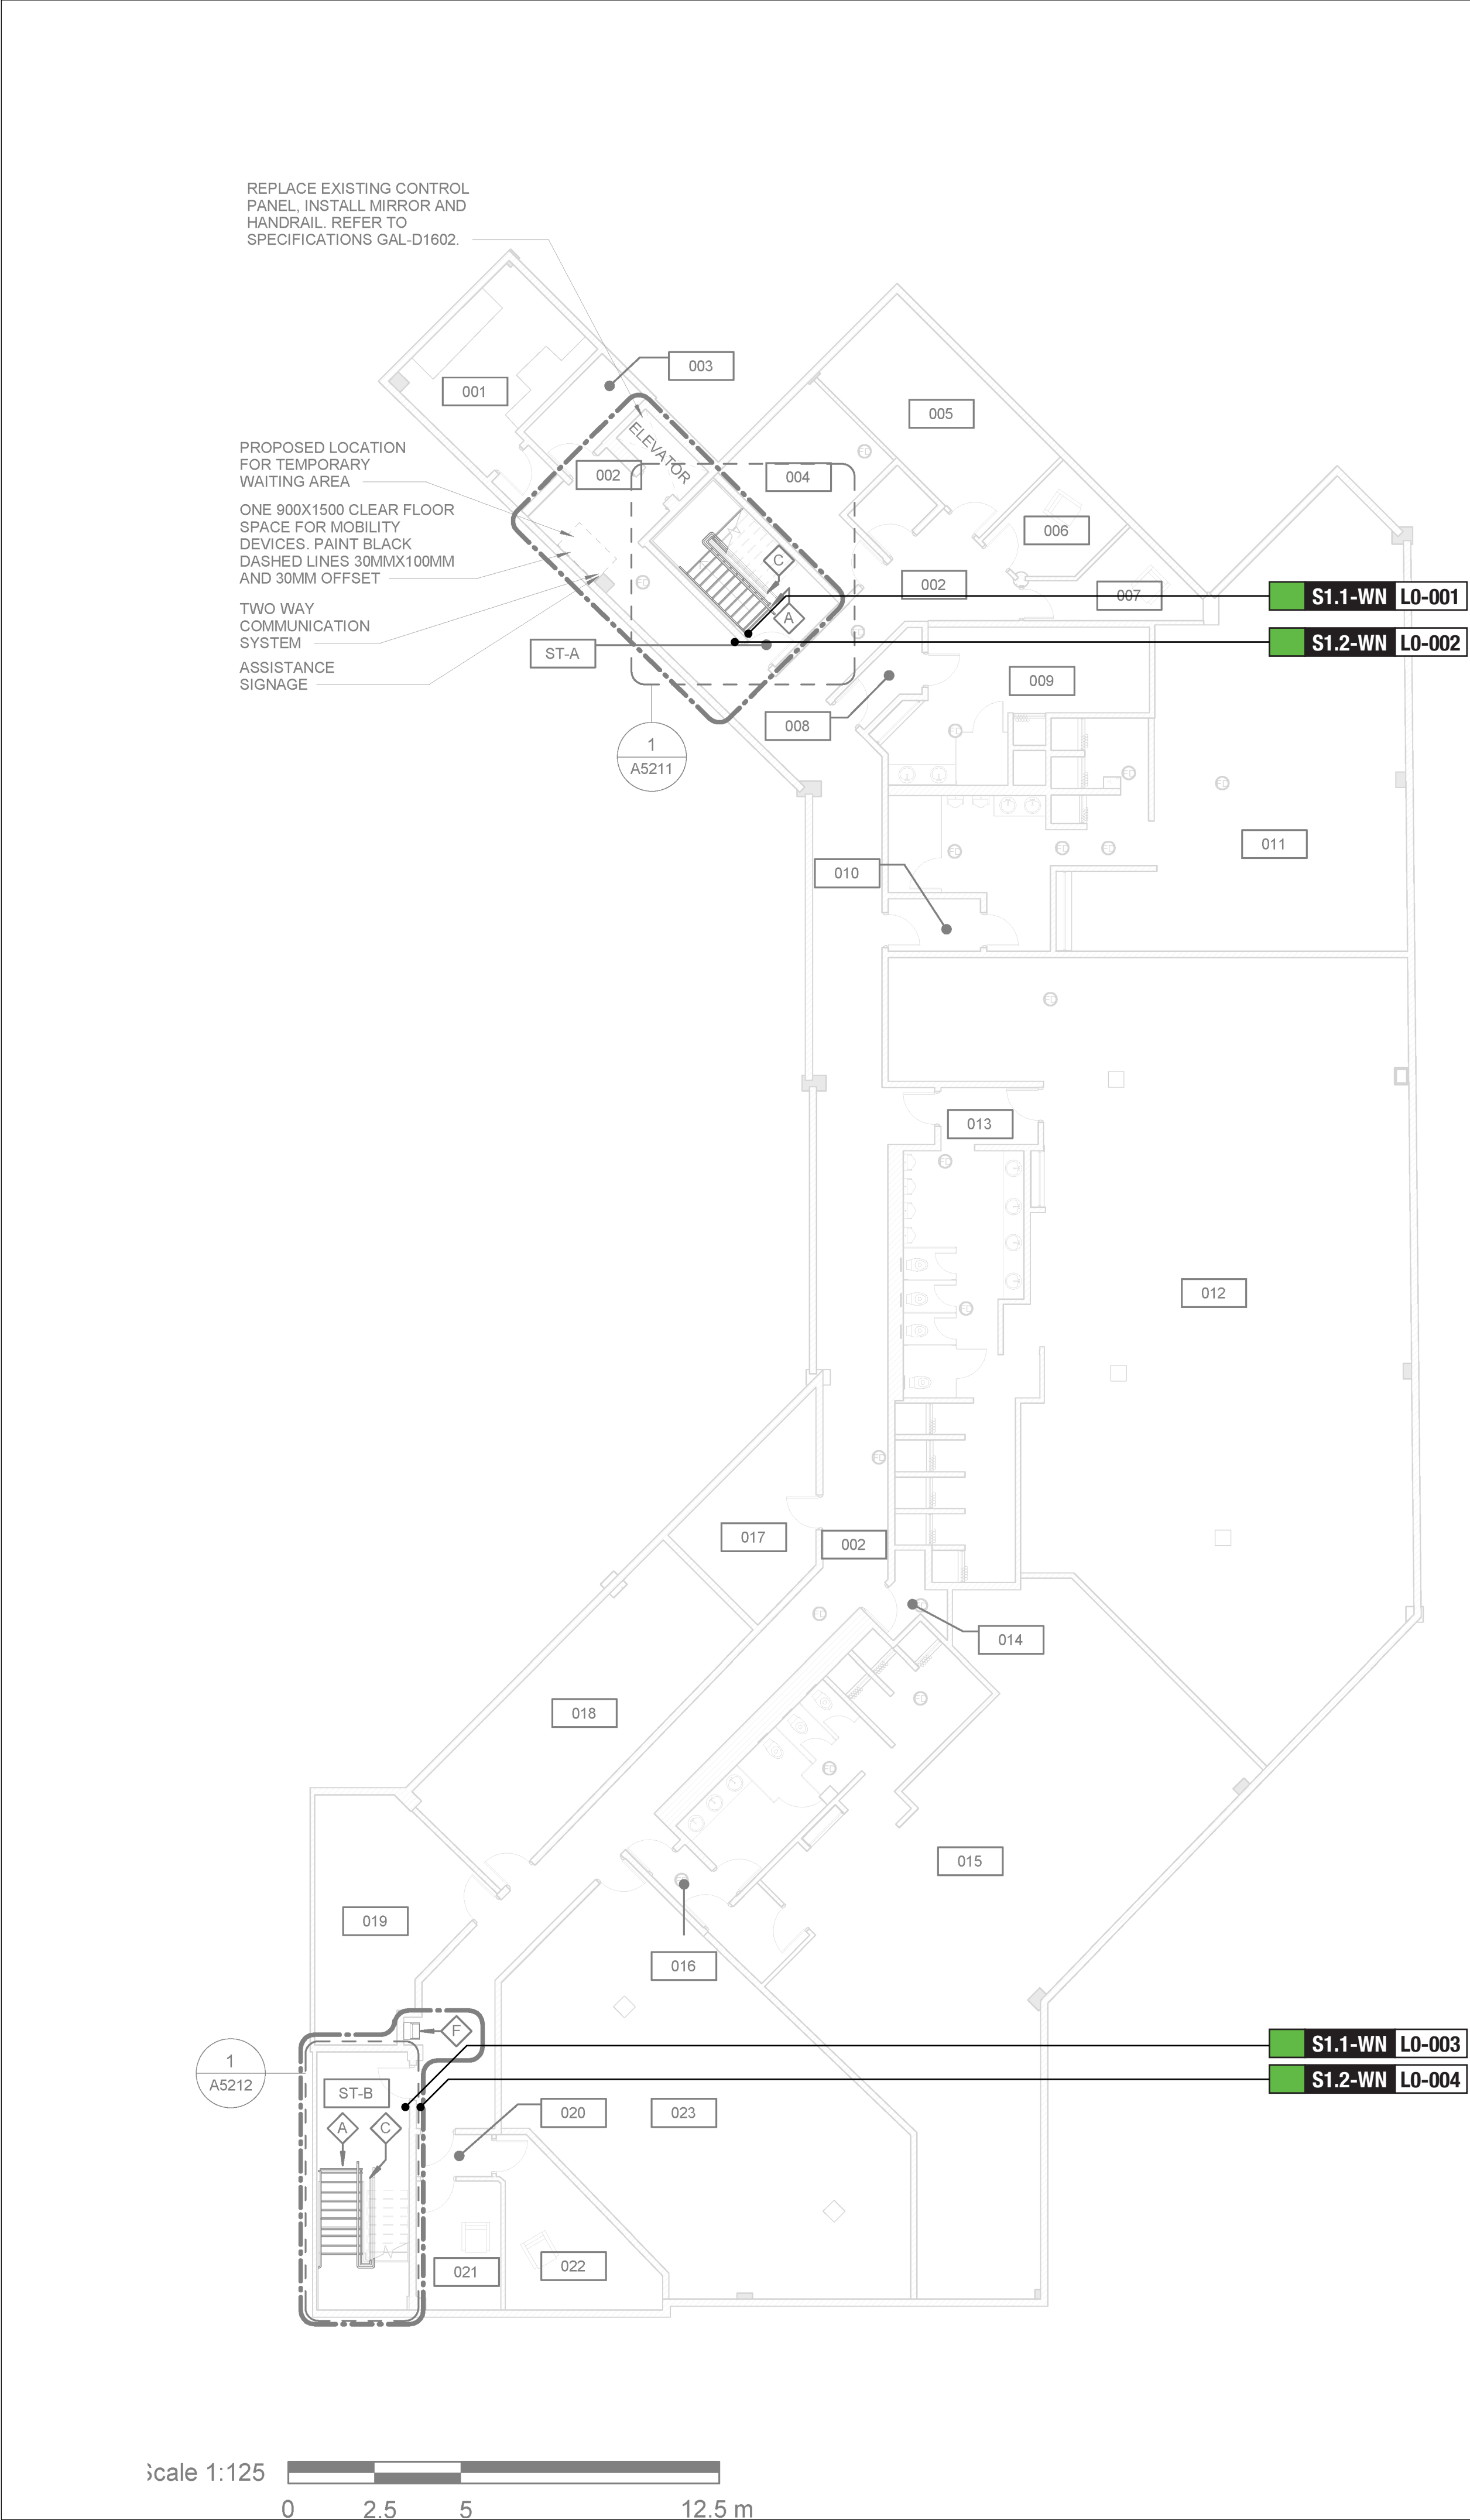 REPLACE EXISTING CONTROL
PANEL, INSTALL MIRROR AND
HANDRAIL. REFER TO
SPECIFICATIONS GAL-D1602.
003
001
005
ELEVATOR
PROPOSED LOCATION
FOR TEMPORARY
WAITING AREA
002
004
ONE 900X1500 CLEAR FLOOR
SPACE FOR MOBILITY
DEVICES. PAINT BLACK
DASHED LINES 30MMX100MM
AND 30MM OFFSET
006
C
002
007
S1.1-WN L0-001
TWO WAY
COMMUNICATION
SYSTEM
A
S1.2-WN L0-002
ST-A
ASSISTANCE
SIGNAGE
009
008
1
A5211
011
010
013
012
017
002
014
018
015
019
016
F
S1.1-WN L0-003
1
A5212
S1.2-WN L0-004
ST-B
020
023
A
C
021
022
Scale 1:125
0 2.5 5 12.5 m